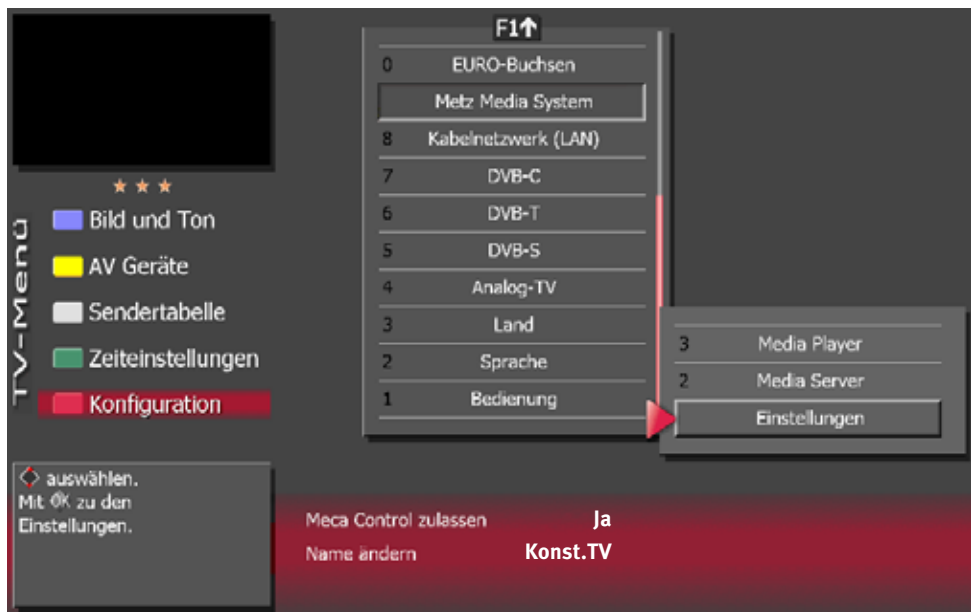 F1↑
0 EURO-Buchsen
Metz Media System
8 Kabelnetzwerk (LAN)
7 DVB-C
6 DVB-T
5 DVB-S
4 Analog-TV
3 Land
2 Sprache
1 Bedienung
TV-Menü
Bild und Ton
AV Geräte
Sendertabelle
Zeiteinstellungen
Konfiguration
3 Media Player
2 Media Server
Einstellungen
auswählen.
Mit OK zu den
Einstellungen.
Meca Control zulassen Ja
Name ändern Konst.TV